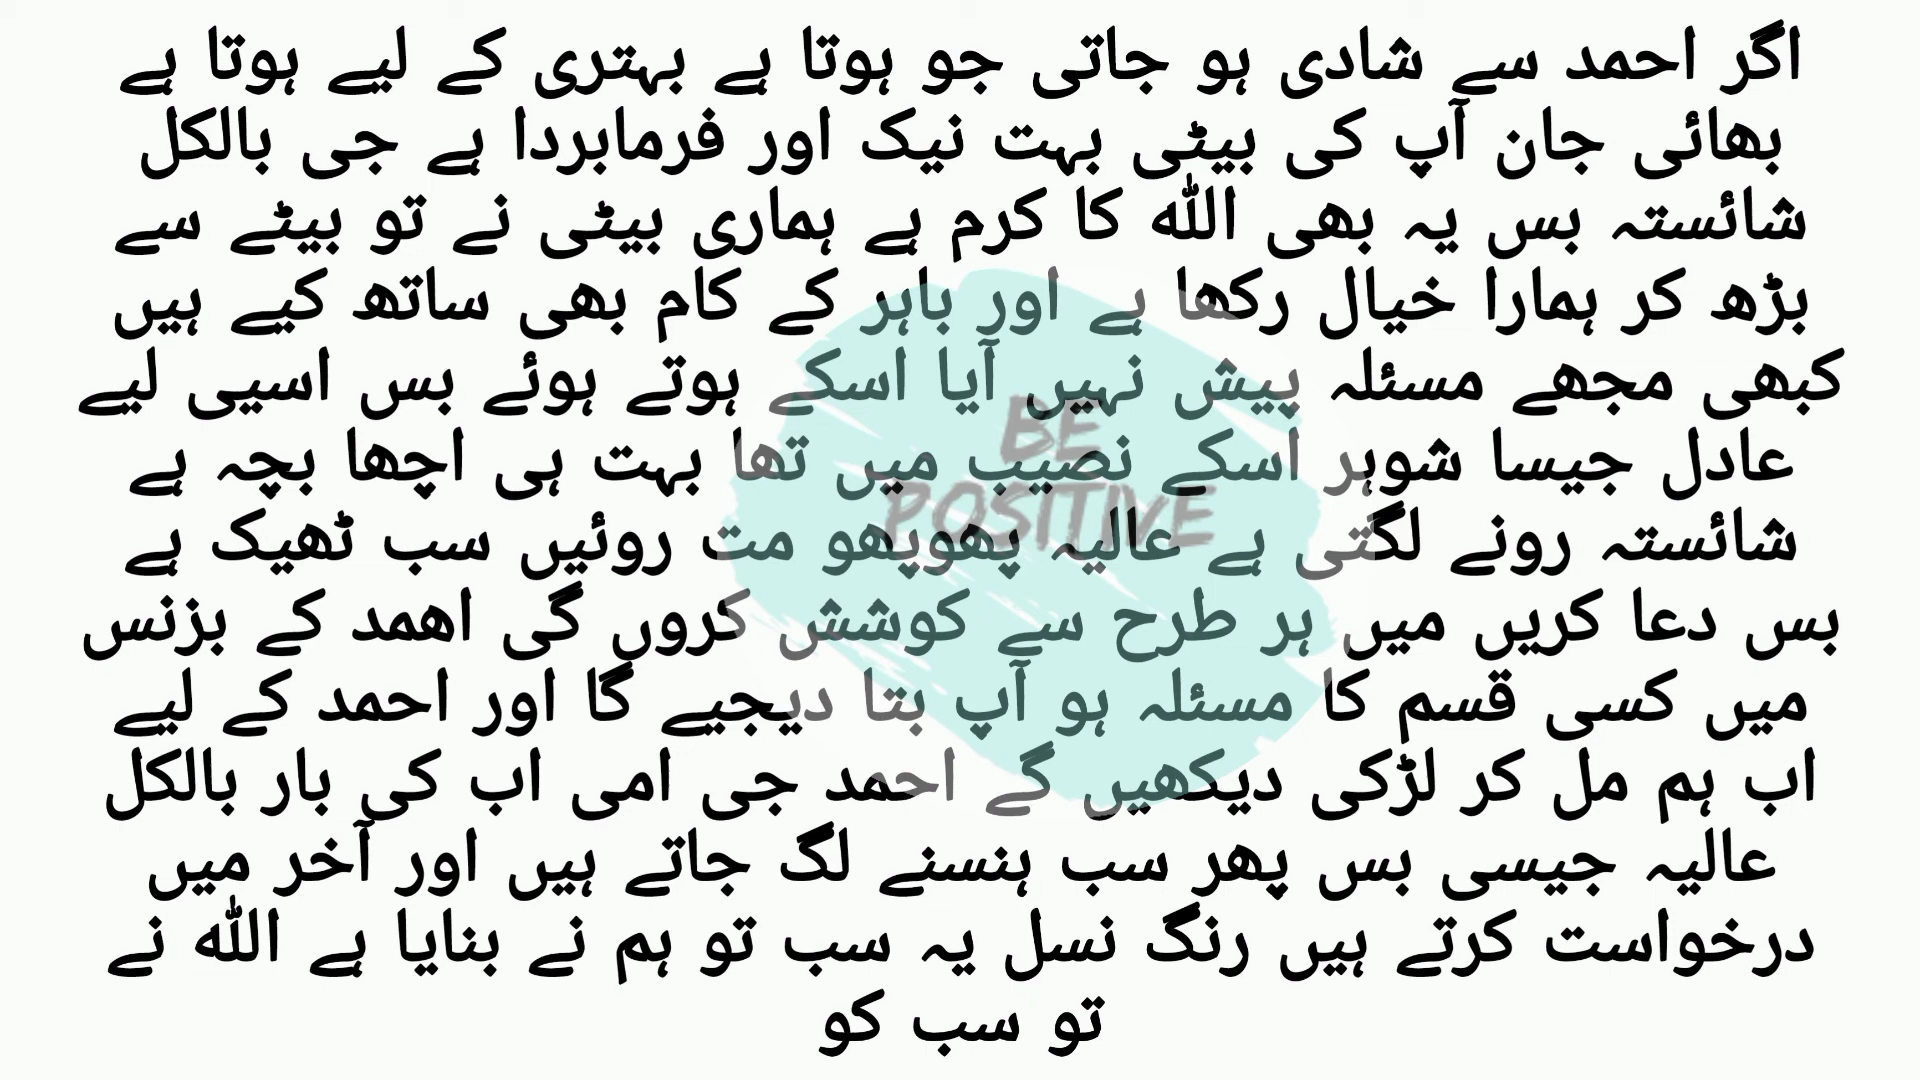 اگر احمد سے شادی ہو جاتی جو ہوتا ہے بہتری کے لیے ہوتا ہے
بھائی جان آپ کی بیٹی بہت نیک اور فرمابردا ہے جی بالکل
شائستہ بس یہ بھی اللہ کا کرم ہے ہماری بیٹی نے تو بیٹے سے
بڑھ کر ہمارا خیال رکھا ہے اور باہر کے کام بھی ساتھ کیے ہیں
کبھی مجھے مسئلہ پیش نہیں آیا اسکے ہوتے ہوئے بس اسیی لیے
عادل جیسا شوہر اسکے نصیب میں تھا بہت ہی اچھا بچہ ہے
شائستہ رونے لگتی ہے عالیہ پھوپھو مت روئیں سب ٹھیک ہے
بس دعا کریں میں ہر طرح سے کوشش کروں گی اھمد کے بزنس
میں کسی قسم کا مسئلہ ہو آپ بتا دیجیے گا اور احمد کے لیے
اب ہم مل کر لڑکی دیکھیں گے احمد جی امی اب کی بار بالکل
عالیہ جیسی بس پھر سب ہنسنے لگ جاتے ہیں اور آخر میں
درخواست کرتے ہیں رنگ نسل یہ سب تو ہم نے بنایا ہے اللہ نے
تو سب کو
BE
POSITIVE